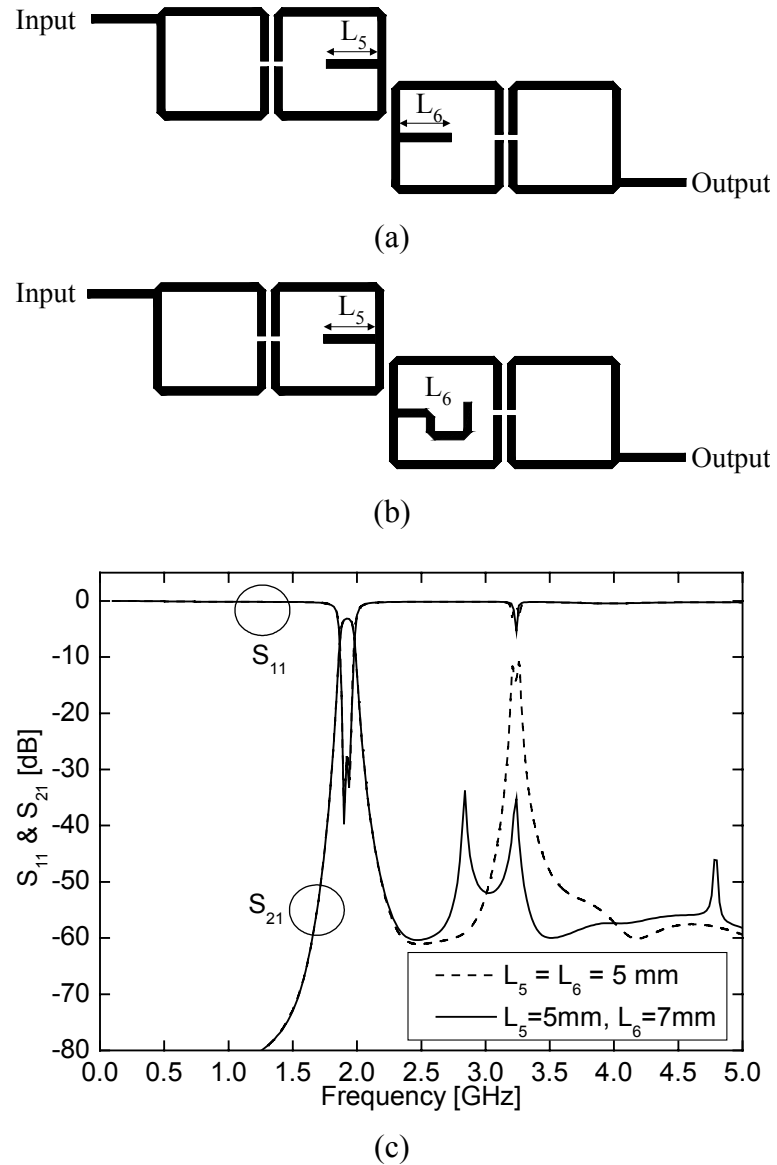 Input
L5
L6
Output
(a)
Input
L5
L6
Output
(b)
S11 & S21 [dB]
0
-10
-20
-30
-40
-50
-60
-70
-80
S11
S21
L5 = L6 = 5 mm
L5=5mm, L6=7mm
0.0 0.5 1.0 1.5 2.0 2.5 3.0 3.5 4.0 4.5 5.0
Frequency [GHz]
(c)